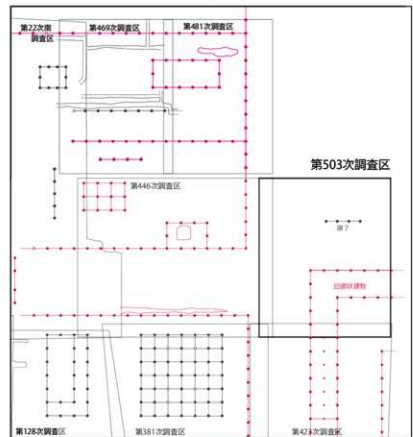 第22次南
調査区
第469次調査区
第481次調査区
第503次調査区
第446次調査区
塀7
回廊状建物
第128次調査区
第381次調査区
第423次調査区